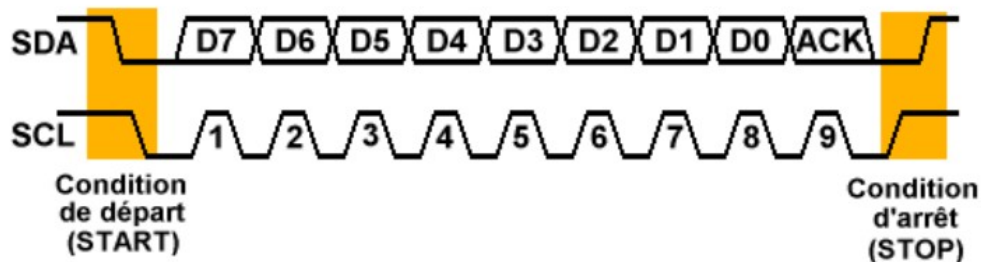 SDA D7 D6 D5 D4 D3 D2 D1 D0 ACK
SCL 1 2 3 4 5 6 7 8 9
Condition
de départ
(START)
Condition
d'arrêt
(STOP)